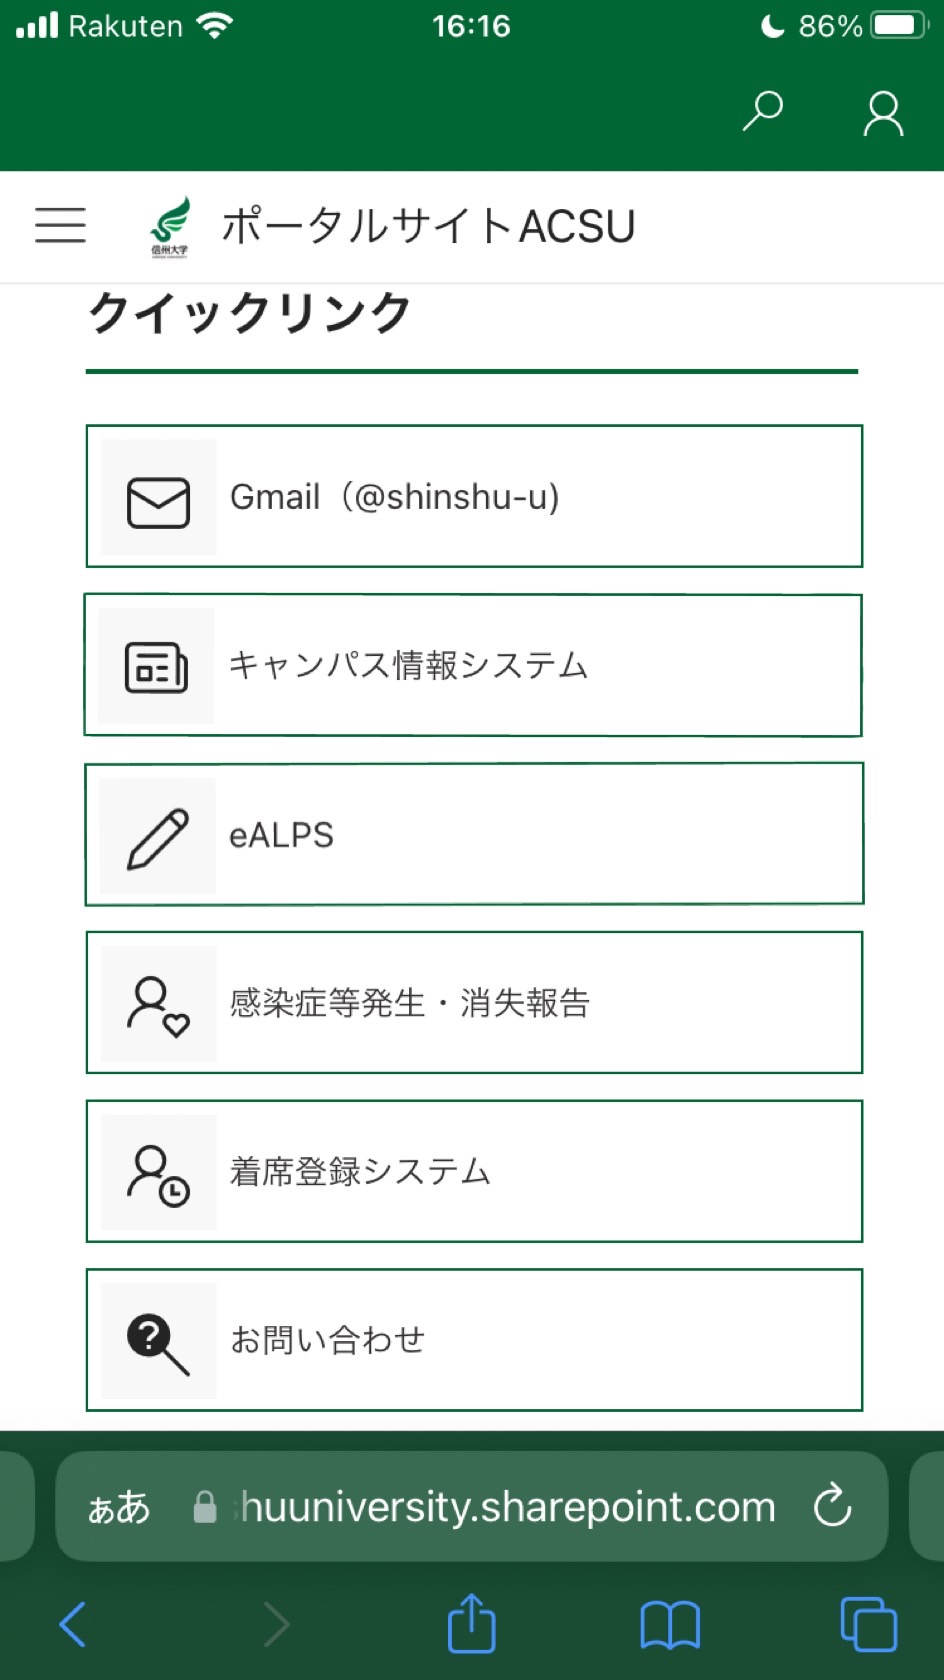 Rakuten
16:16
86%
信州大学
ポータルサイトACSU
クイックリンク
Gmail（@shinshu-u)
キャンパス情報システム
eALPS
感染症等発生・消失報告
着席登録システム
お問い合わせ
ぁあ
huuniversity.sharepoint.com